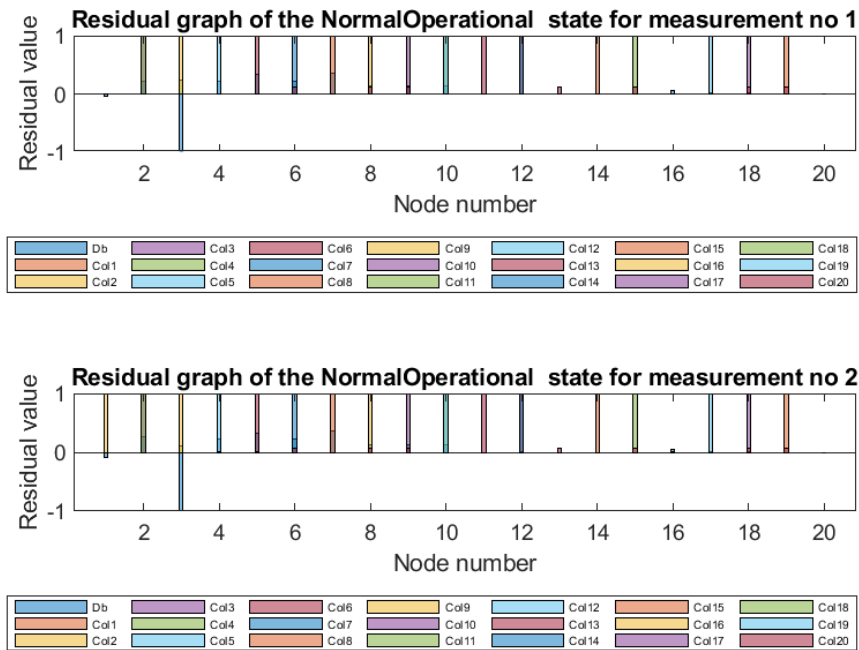 Residual graph of the NormalOperational state for measurement no 1
Residual value
1
0
-1
2 4 6 8 10 12 14 16 18 20
Node number
Db Col3 Col6 Col9 Col12 Col15 Col18
Col1 Col4 Col7 Col10 Col13 Col16 Col19
Col2 Col5 Col8 Col11 Col14 Col17 Col20
Residual graph of the NormalOperational state for measurement no 2
Residual value
1
0
-1
2 4 6 8 10 12 14 16 18 20
Node number
Db Col3 Col6 Col9 Col12 Col15 Col18
Col1 Col4 Col7 Col10 Col13 Col16 Col19
Col2 Col5 Col8 Col11 Col14 Col17 Col20